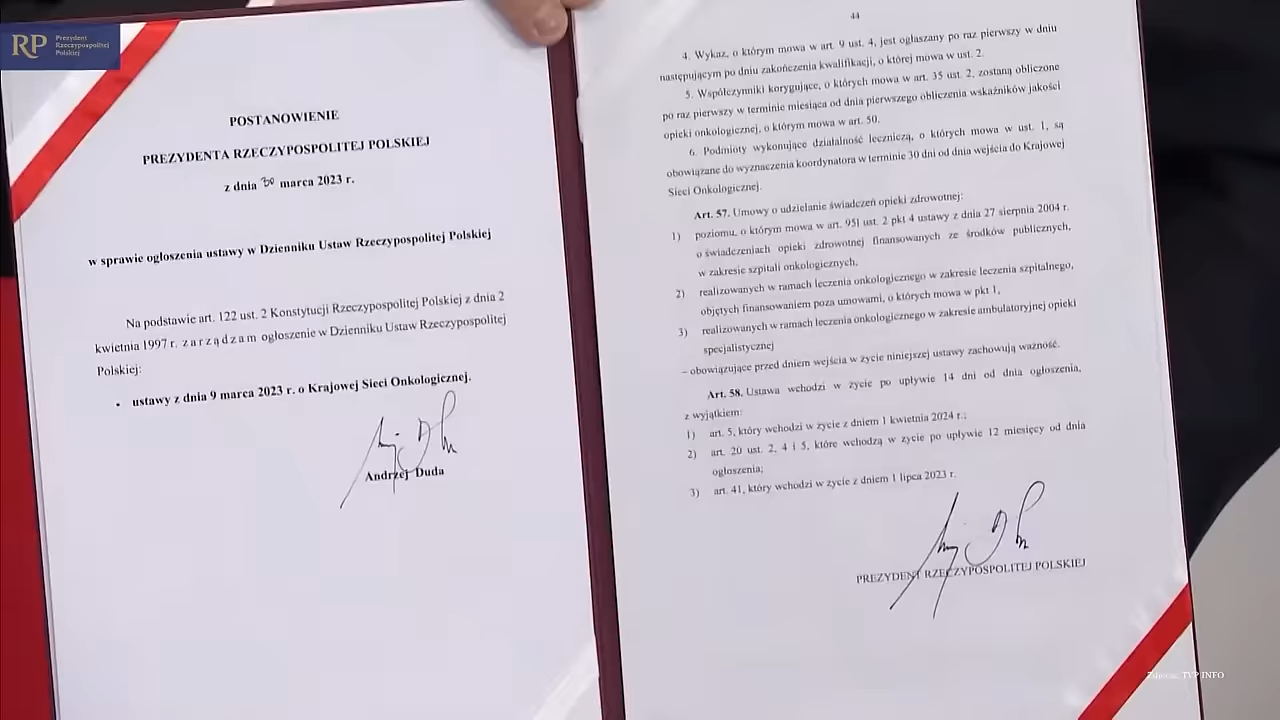 RP
Prezydent
Rzeczypospolitej
Polskiej
POSTANOWIENIE
PREZYDENTA RZECZYPOSPOLITEJ POLSKIEJ
z dnia 30 marca 2023 r.
w sprawie ogłoszenia ustawy w Dzienniku Ustaw Rzeczypospolitej Polskiej
Na podstawie art. 122 ust. 2 Konstytucji Rzeczypospolitej Polskiej z dnia 2
kwietnia 1997 r. zarządzam ogłoszenie w Dzienniku Ustaw Rzeczypospolitej
Polskiej:
• ustawy z dnia 9 marca 2023 r. o Krajowej Sieci Onkologicznej.
Andrzej Duda
44
4. Wykaz, o którym mowa w art. 9 ust. 4, jest ogłaszany po raz pierwszy w dniu
następującym po dniu zakończenia kwalifikacji, o której mowa w ust. 2.
5. Współczynniki korygujące, o których mowa w art. 35 ust. 2, zostaną obliczone
po raz pierwszy w terminie miesiąca od dnia pierwszego obliczenia wskaźników jakości
opieki onkologicznej, o którym mowa w art. 50.
6. Podmioty wykonujące działalność leczniczą, o których mowa w ust. 1, są
obowiązane do wyznaczenia koordynatora w terminie 30 dni od dnia wejścia do Krajowej
Sieci Onkologicznej.
Art. 57. Umowy o udzielanie świadczeń opieki zdrowotnej:
1) poziomu, o którym mowa w art. 95l ust. 2 pkt 4 ustawy z dnia 27 sierpnia 2004 r.
o świadczeniach opieki zdrowotnej finansowanych ze środków publicznych,
w zakresie szpitali onkologicznych,
2) realizowanych w ramach leczenia onkologicznego w zakresie leczenia szpitalnego,
objętych finansowaniem poza umowami, o których mowa w pkt 1,
3) realizowanych w ramach leczenia onkologicznego w zakresie ambulatoryjnej opieki
specjalistycznej
– obowiązujące przed dniem wejścia w życie niniejszej ustawy zachowują ważność.
Art. 58. Ustawa wchodzi w życie po upływie 14 dni od dnia ogłoszenia,
z wyjątkiem:
1) art. 5, który wchodzi w życie z dniem 1 kwietnia 2024 r.;
2) art. 20 ust. 2, 4 i 5, które wchodzą w życie po upływie 12 miesięcy od dnia
ogłoszenia;
3) art. 41, który wchodzi w życie z dniem 1 lipca 2023 r.
PREZYDENT RZECZYPOSPOLITEJ POLSKIEJ
TVP INFO